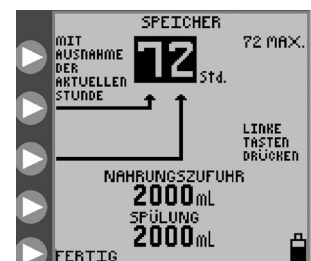 SPEICHER
MIT
AUSNAHME
DER
AKTUELLEN
STUNDE
72 Std.
72 MAX.
LINKE
TASTEN
DRÜCKEN
NAHRUNGSZUFUHR
2000mL
SPÜLUNG
2000mL
FERTIG